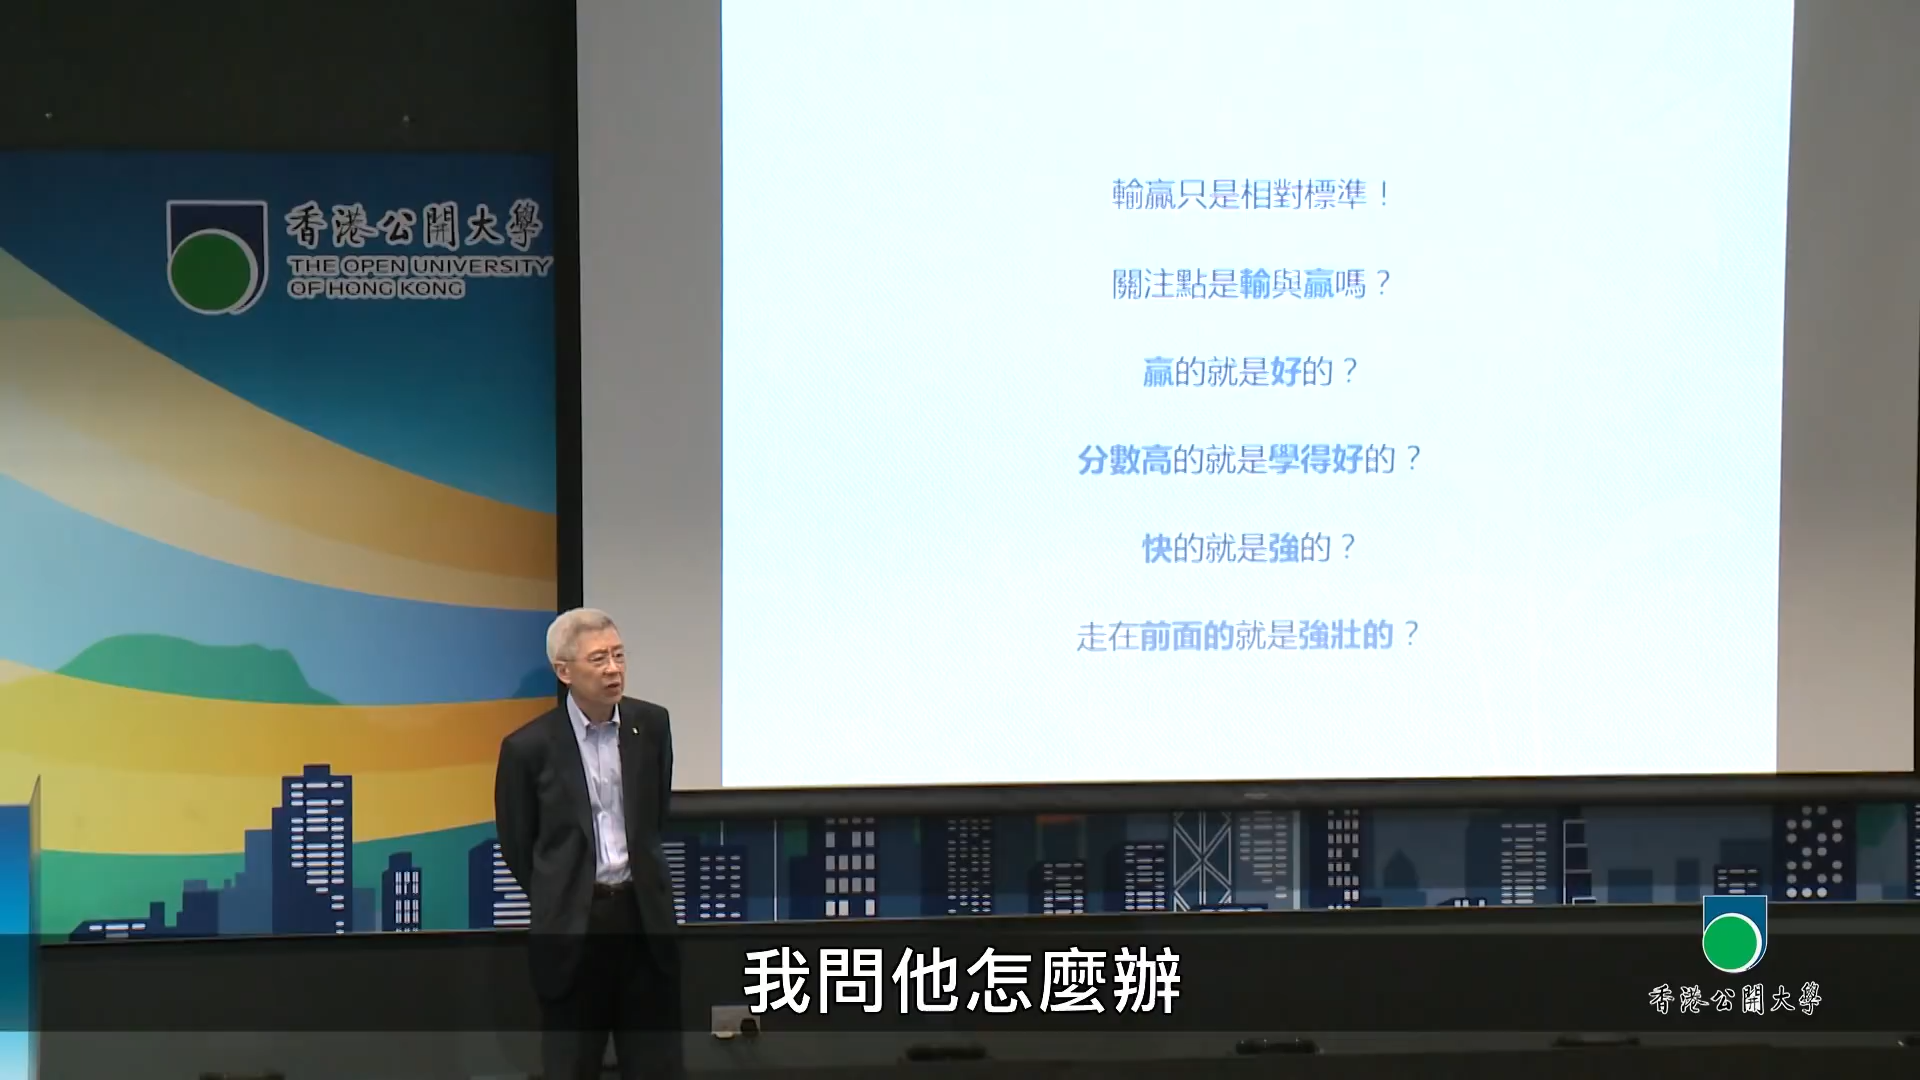 香港公開大學
THE OPEN UNIVERSITY
OF HONG KONG
輸贏只是相對標準！
關注點是輸與贏嗎？
贏的就是好的？
分數高的就是學得好的？
快的就是強的？
走在前面的就是強壯的？
我問他怎麼辦
香港公開大學